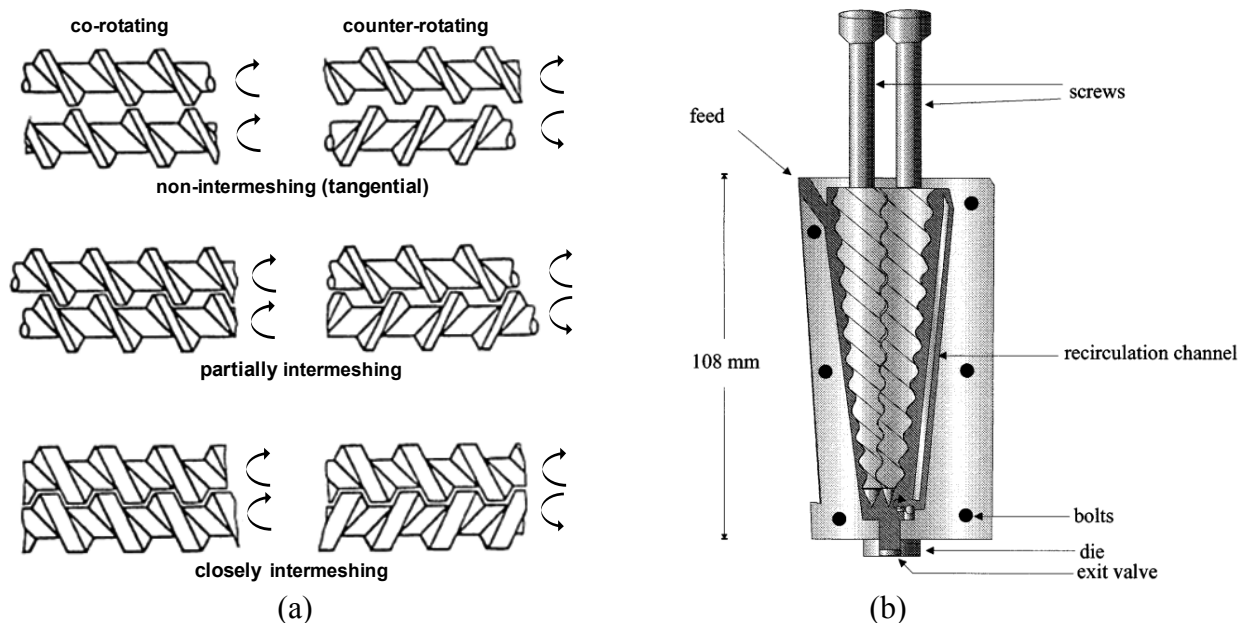 co-rotating
counter-rotating
non-intermeshing (tangential)
partially intermeshing
closely intermeshing
(a)
screws
feed
108 mm
recirculation channel
bolts
die
exit valve
(b)